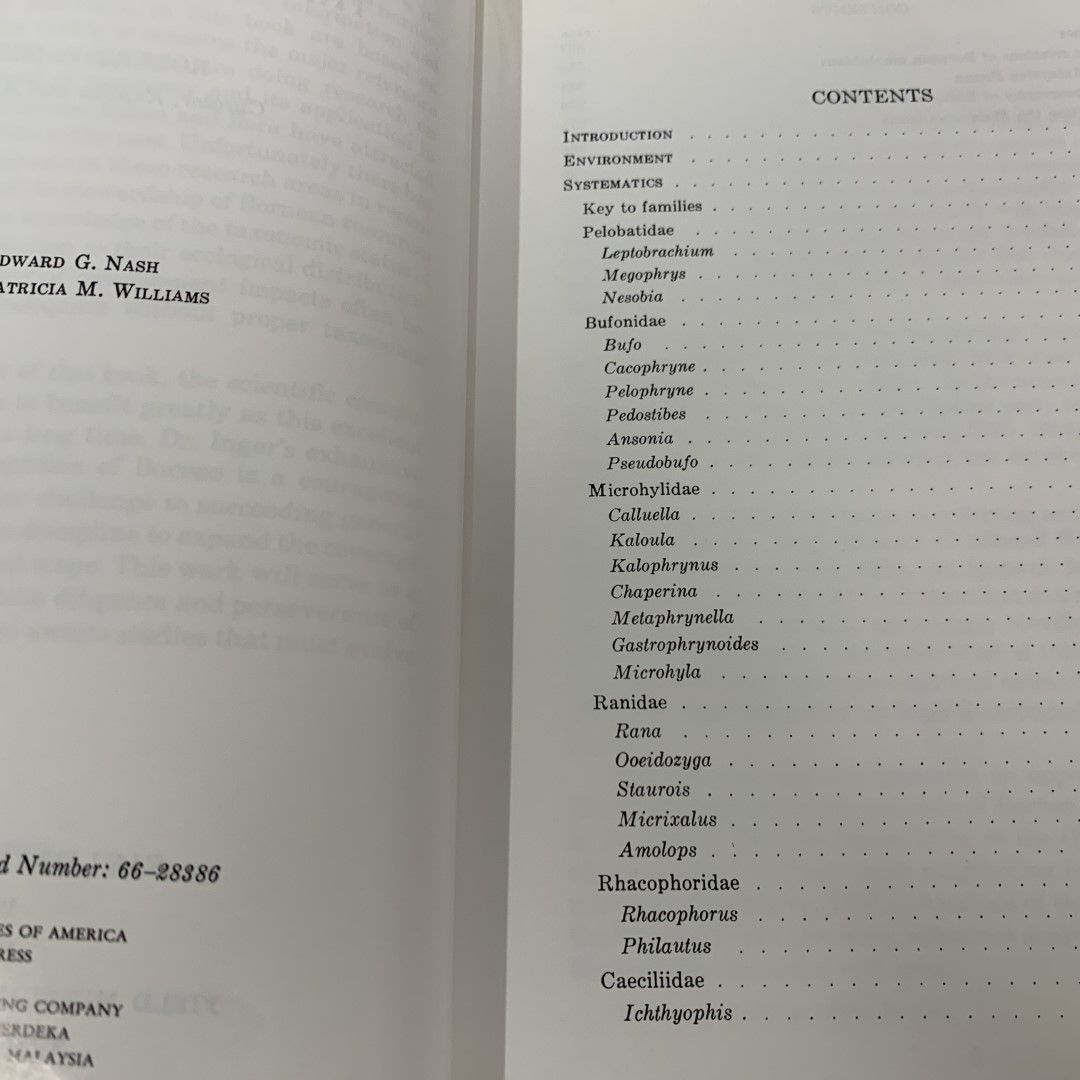 DWARD G. NASH
ATRICIA M. WILLIAMS
d Number: 66–28386
ES OF AMERICA
RESS
NG COMPANY
ERDEKA
MALAYSIA
CONTENTS
INTRODUCTION
ENVIRONMENT
SYSTEMATICS
Key to families
Pelobatidae
Leptobrachium
Megophrys
Nesobia
Bufonidae
Bufo
Cacophryne
Pelophryne
Pedostibes
Ansonia
Pseudobufo
Microhylidae
Calluella
Kaloula
Kalophrynus
Chaperina
Metaphrynella
Gastrophrynoides
Microhyla
Ranidae
Rana
Ooeidozyga
Staurois
Micrixalus
Amolops
Rhacophoridae
Rhacophorus
Philautus
Caeciliidae
Ichthyophis